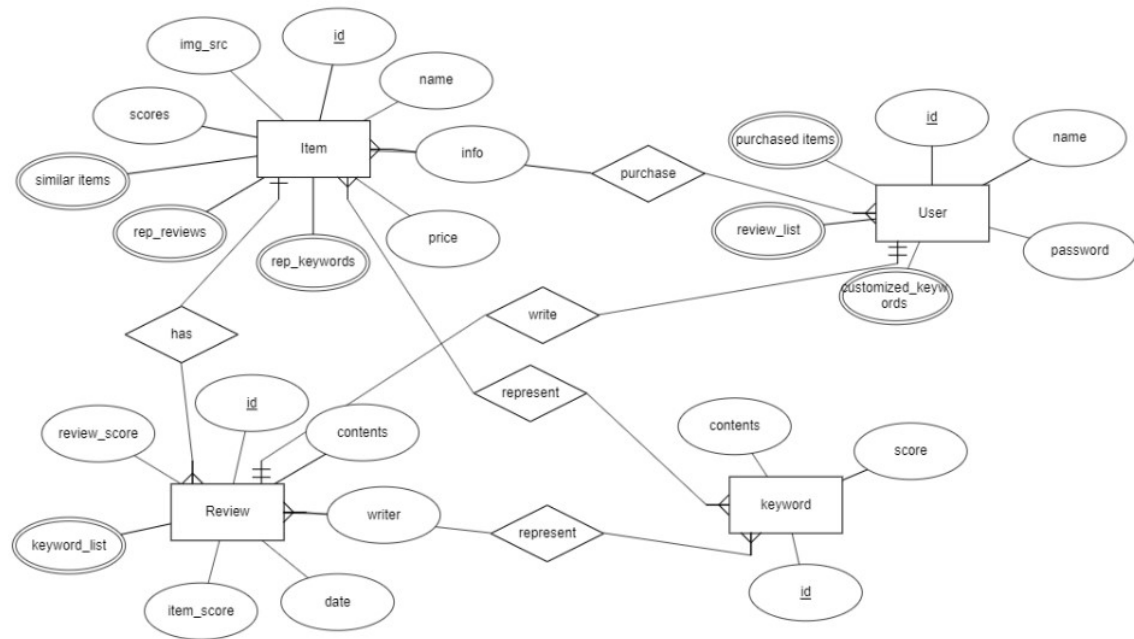 img_src
id
name
scores
Item
info
similar items
rep_reviews
rep_keywords
price
purchase
purchased items
id
name
User
review_list
password
customized_keyw
ords
has
write
represent
review_score
id
contents
Review
writer
keyword_list
item_score
date
represent
contents
score
keyword
id